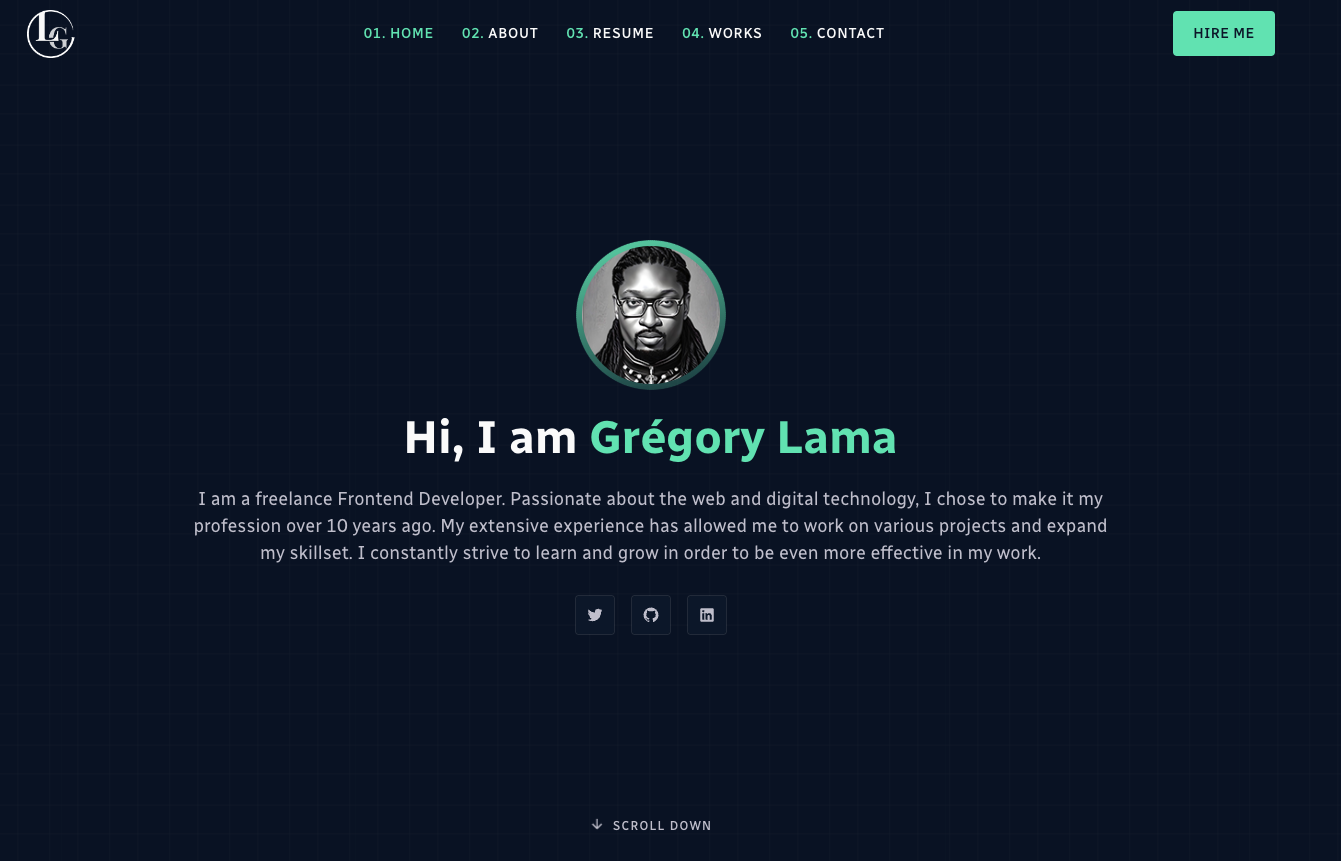 LG
01. HOME 02. ABOUT 03. RESUME 04. WORKS 05. CONTACT HIRE ME
Hi, I am Grégory Lama
I am a freelance Frontend Developer. Passionate about the web and digital technology, I chose to make it my
profession over 10 years ago. My extensive experience has allowed me to work on various projects and expand
my skillset. I constantly strive to learn and grow in order to be even more effective in my work.
in
SCROLL DOWN